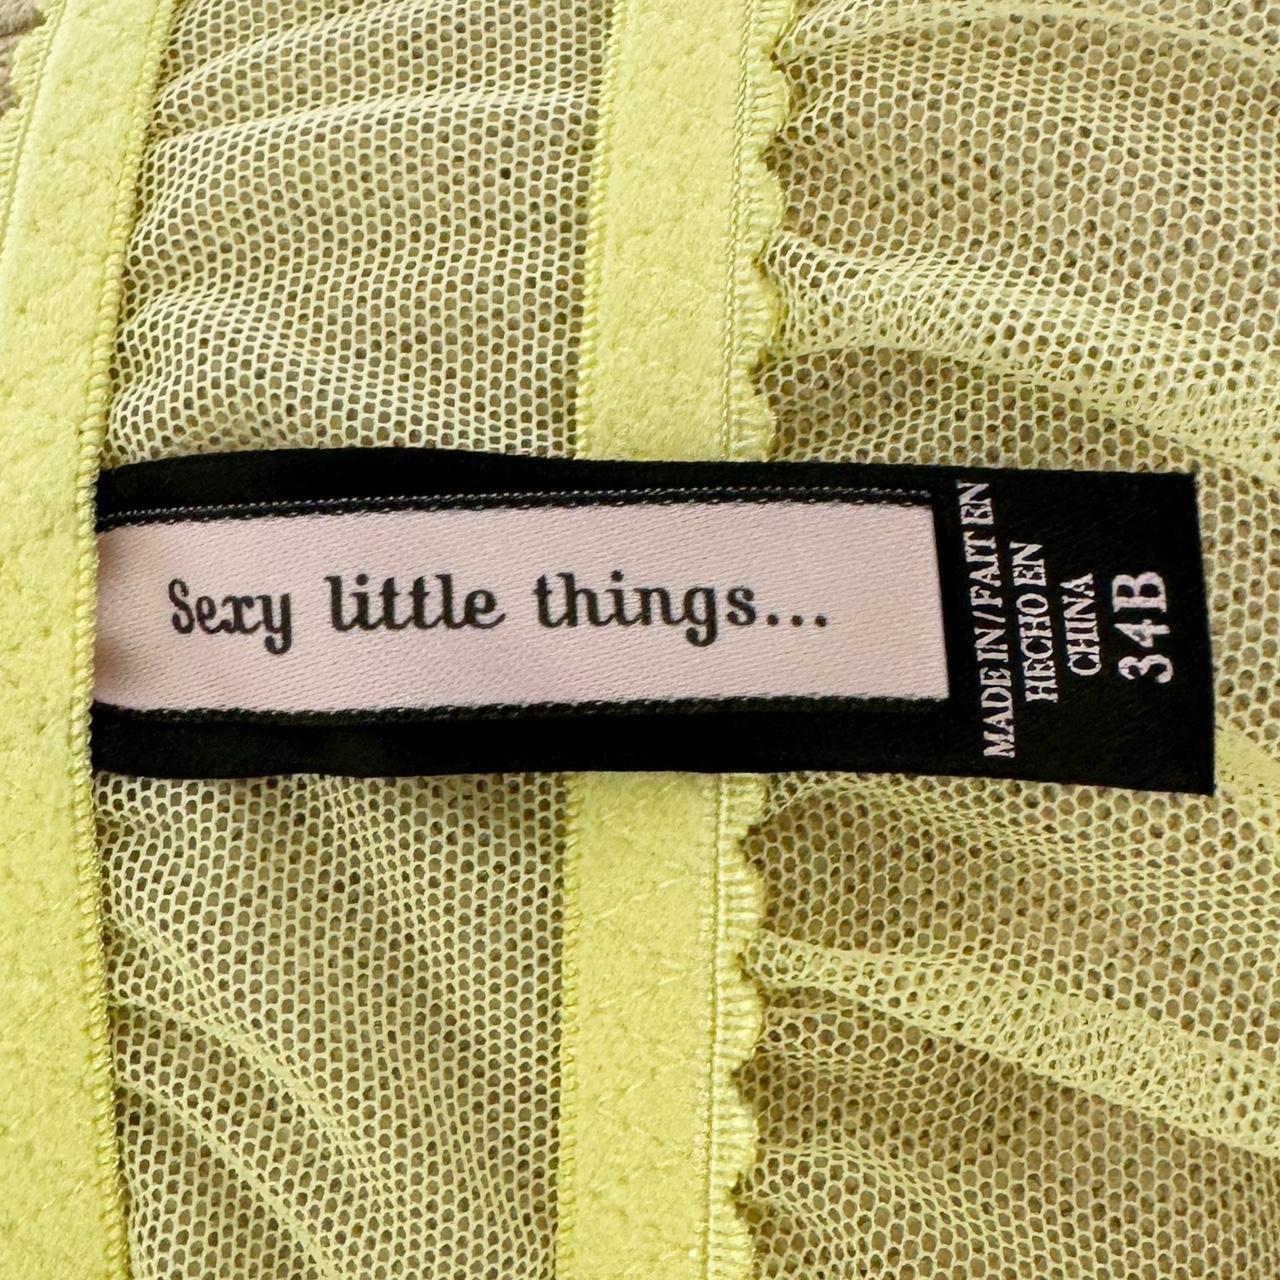 Sexy little things...
MADE IN/FAIT EN
HECHO EN
CHINA
34B